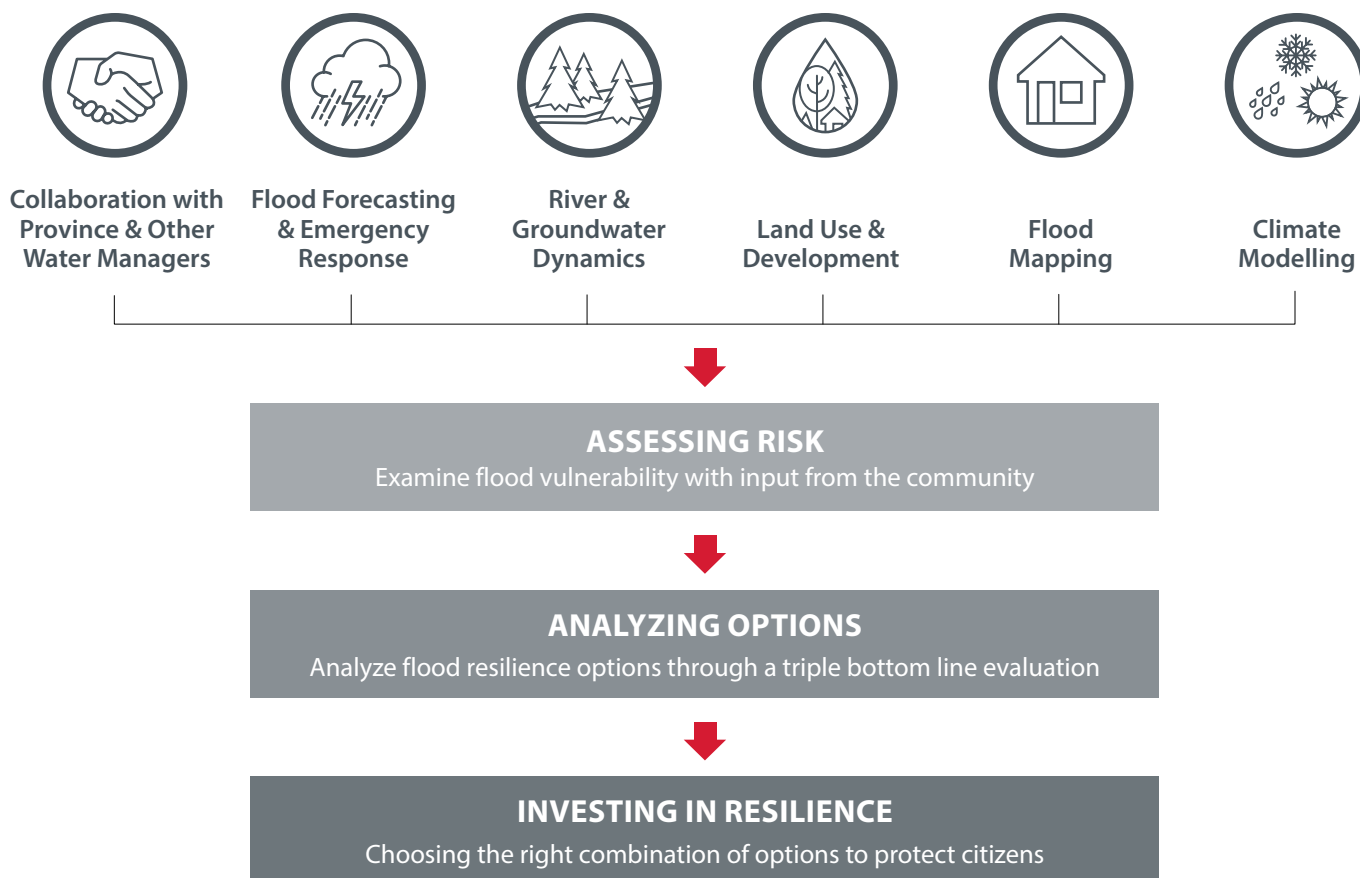 Collaboration with
Province & Other
Water Managers
Flood Forecasting
& Emergency
Response
River &
Groundwater
Dynamics
Land Use &
Development
Flood
Mapping
Climate
Modelling
ASSESSING RISK
Examine flood vulnerability with input from the community
ANALYZING OPTIONS
Analyze flood resilience options through a triple bottom line evaluation
INVESTING IN RESILIENCE
Choosing the right combination of options to protect citizens